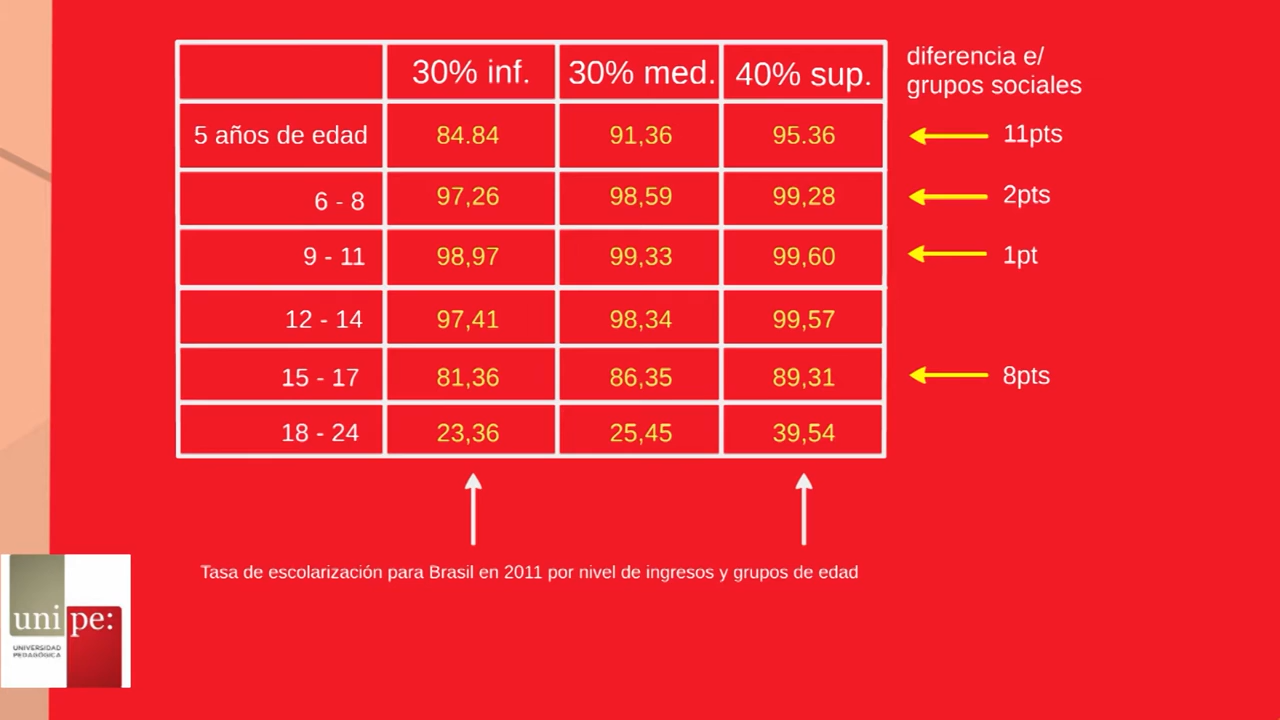 30% inf. 30% med. 40% sup. diferencia e/
grupos sociales
5 años de edad 84.84 91,36 95.36 11pts
6 - 8 97,26 98,59 99,28 2pts
9 - 11 98,97 99,33 99,60 1pt
12 - 14 97,41 98,34 99,57
15 - 17 81,36 86,35 89,31 8pts
18 - 24 23,36 25,45 39,54
Tasa de escolarización para Brasil en 2011 por nivel de ingresos y grupos de edad
uni pe:
UNIVERSIDAD
PEDAGÓGICA